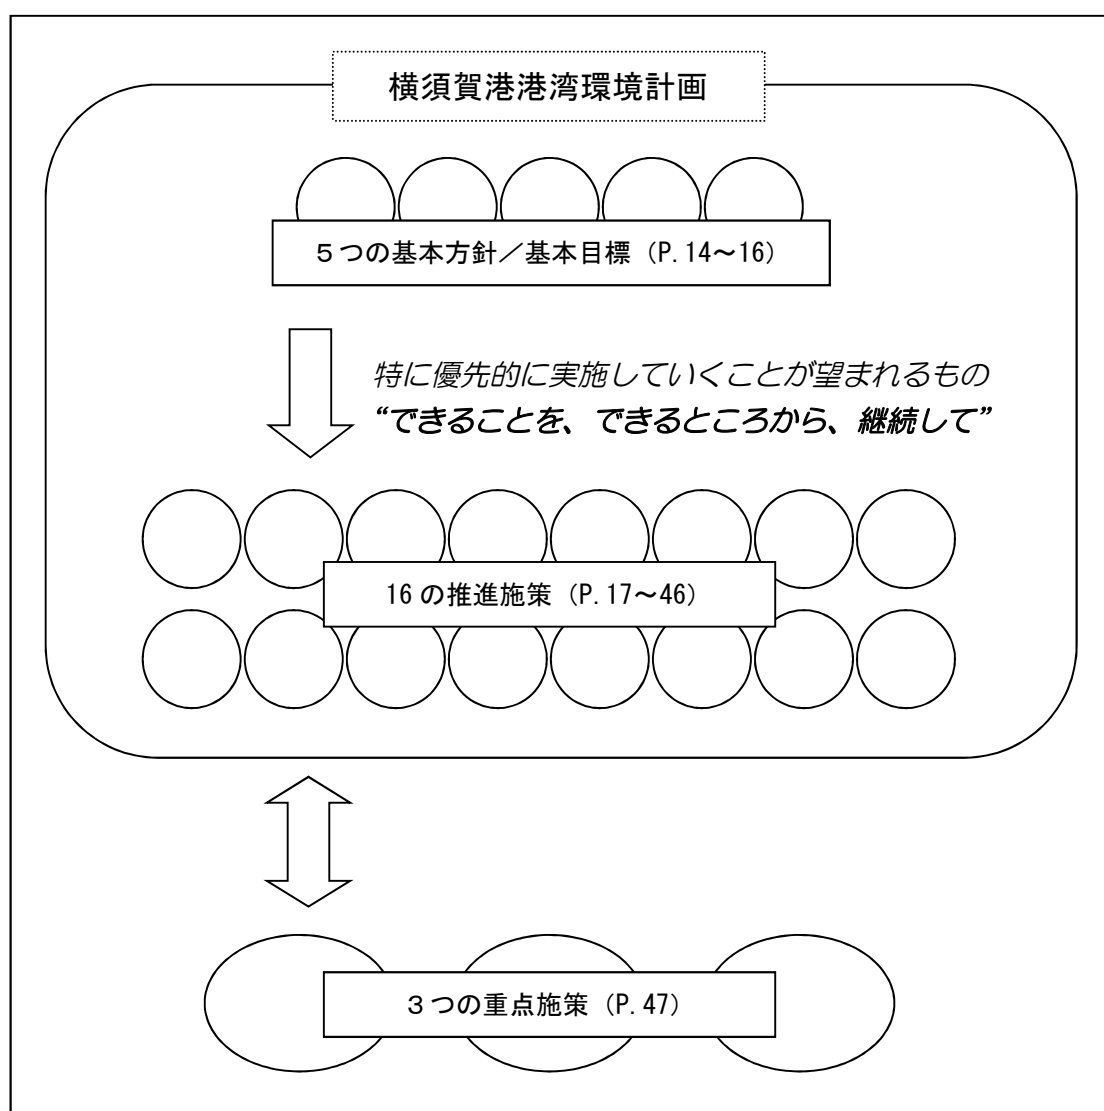 横須賀港港湾環境計画
５つの基本方針／基本目標（P.14～16）
特に優先的に実施していくことが望まれるもの
“できることを、できるところから、継続して”
16の推進施策（P.17～46）
３つの重点施策（P.47）